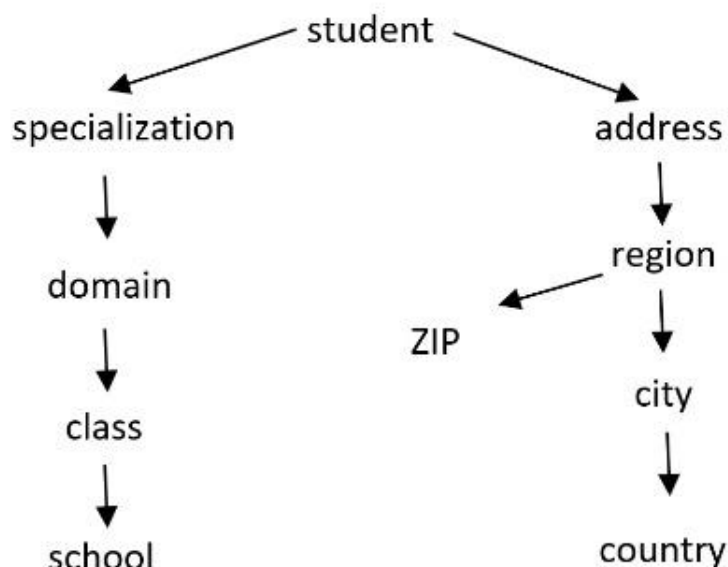 student
specialization
address
region
domain
ZIP
city
class
school
country